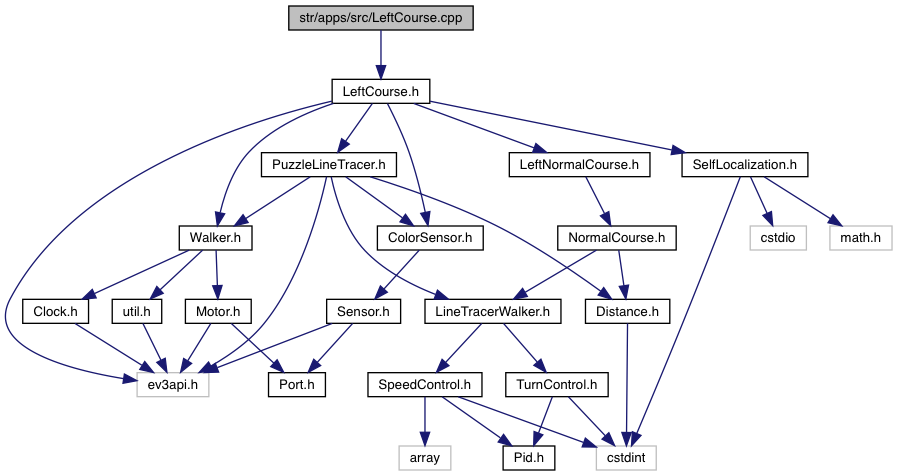 str/apps/src/LeftCourse.cpp
LeftCourse.h
PuzzleLineTracer.h
LeftNormalCourse.h
SelfLocalization.h
Walker.h
ColorSensor.h
NormalCourse.h
cstdio
math.h
Clock.h
util.h
Motor.h
Sensor.h
LineTracerWalker.h
Distance.h
ev3api.h
Port.h
SpeedControl.h
TurnControl.h
array
Pid.h
cstdint